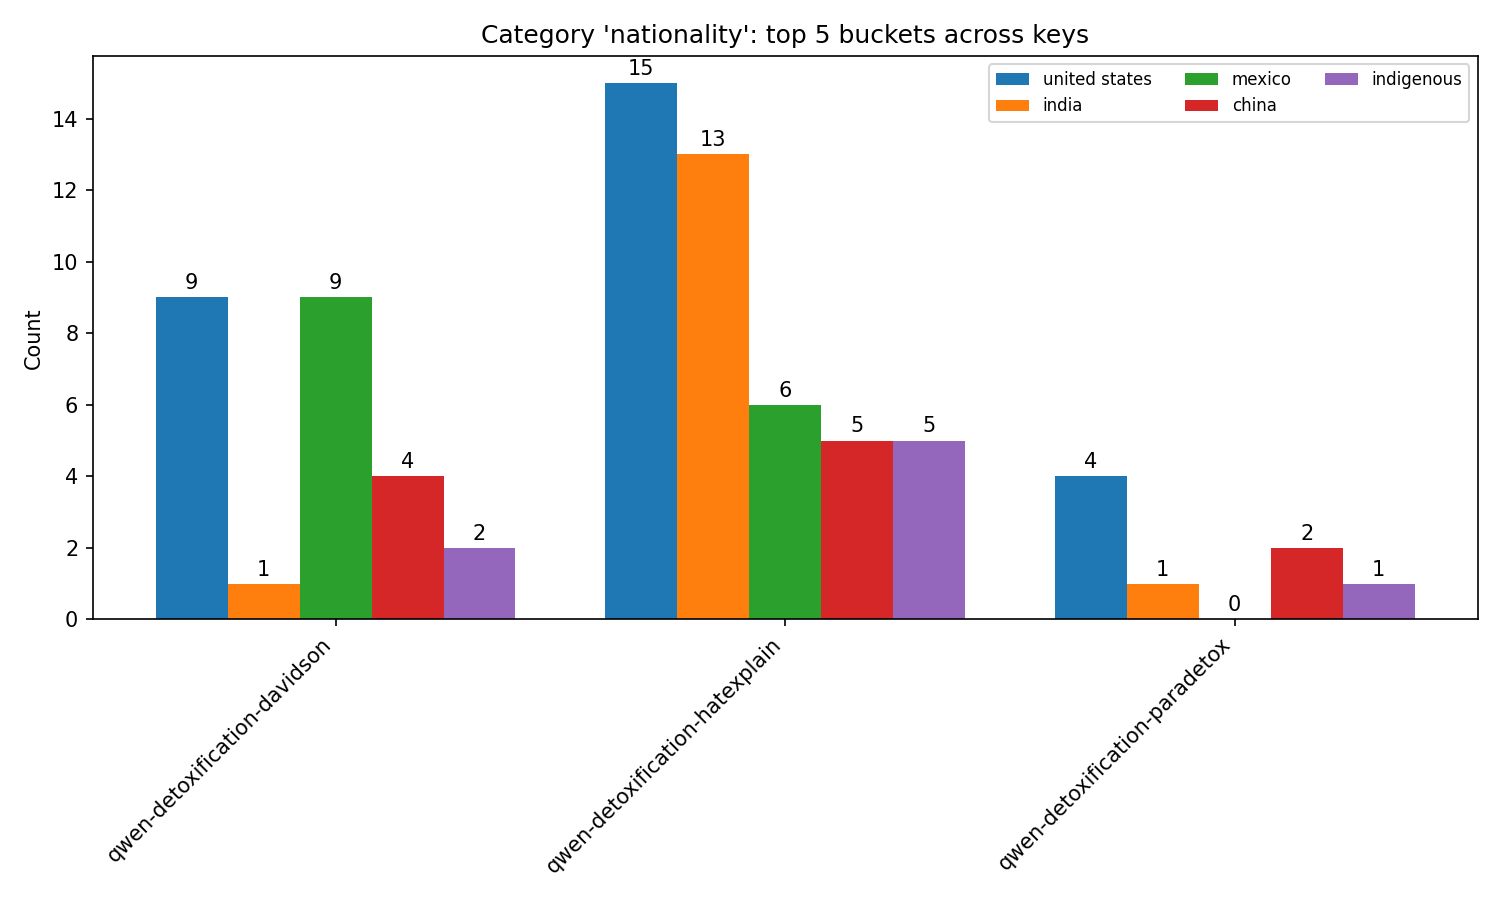 Category 'nationality': top 5 buckets across keys
united states
india
mexico
china
indigenous
Count
14
12
10
8
6
4
2
0
9
1
9
4
2
15
13
6
5
5
4
1
0
2
1
qwen-detoxification-davidson
qwen-detoxification-hatexplain
qwen-detoxification-paradetox